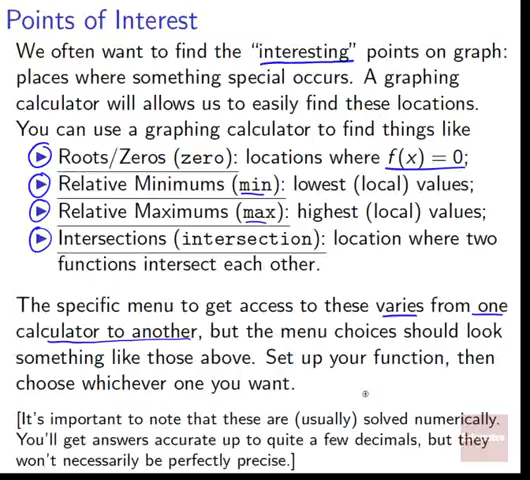 Points of Interest
We often want to find the “interesting” points on graph:
places where something special occurs. A graphing
calculator will allows us to easily find these locations.
You can use a graphing calculator to find things like
Roots/Zeros (zero): locations where f(x) = 0;
Relative Minimums (min): lowest (local) values;
Relative Maximums (max): highest (local) values;
Intersections (intersection): location where two
functions intersect each other.
The specific menu to get access to these varies from one
calculator to another, but the menu choices should look
something like those above. Set up your function, then
choose whichever one you want.
[It's important to note that these are (usually) solved numerically.
You'll get answers accurate up to quite a few decimals, but they
won't necessarily be perfectly precise.]